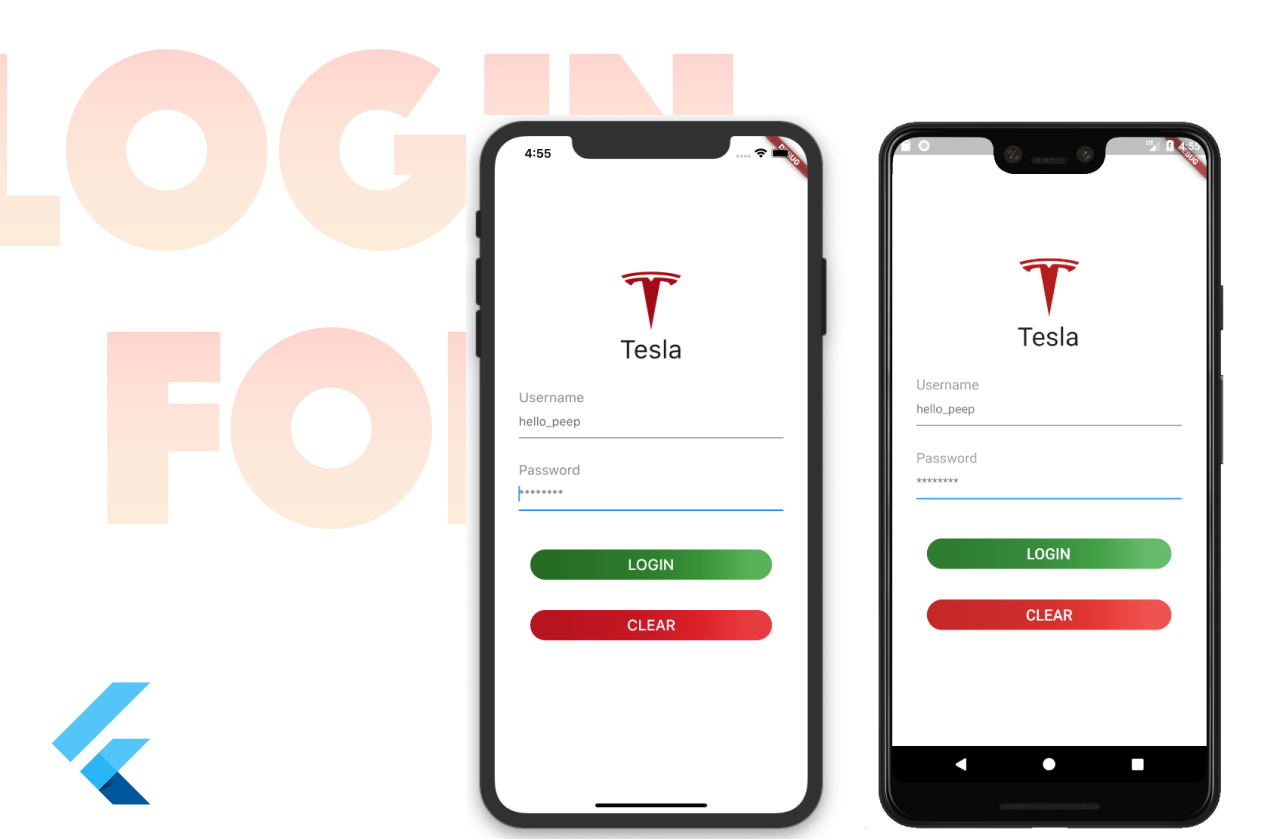 LOGIN
FO
4:55
DEBUG
Tesla
Username
hello_peep
Password
********
LOGIN
CLEAR
LTE
4:55
DEBUG
Tesla
Username
hello_peep
Password
********
LOGIN
CLEAR